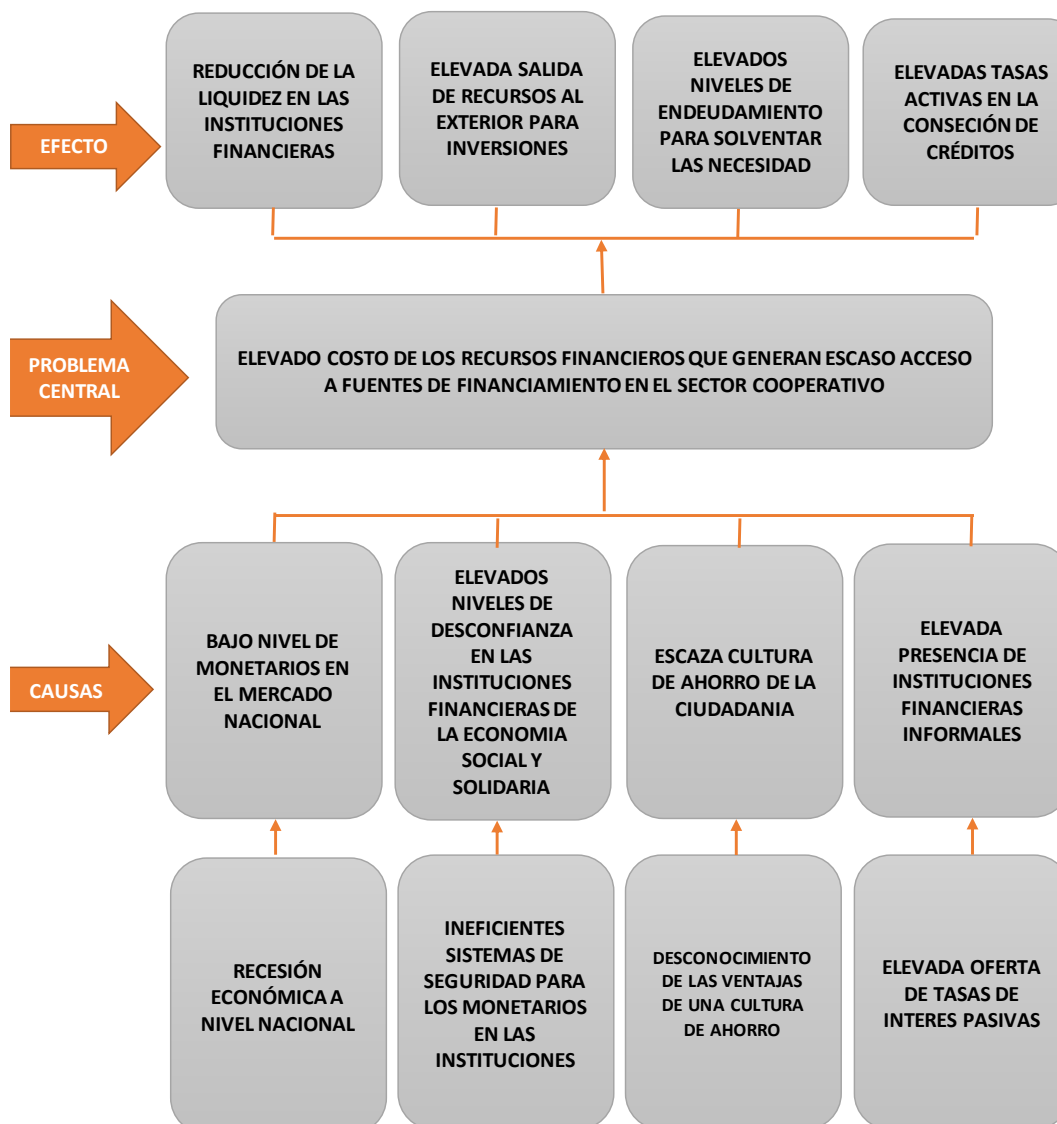 EFECTO
REDUCCIÓN DE LA
LIQUIDEZ EN LAS
INSTITUCIONES
FINANCIERAS
ELEVADA SALIDA
DE RECURSOS AL
EXTERIOR PARA
INVERSIONES
ELEVADOS
NIVELES DE
ENDEUDAMIENTO
PARA SOLVENTAR
LAS NECESIDAD
ELEVADAS TASAS
ACTIVAS EN LA
CONSECIÓN DE
CRÉDITOS
PROBLEMA
CENTRAL
ELEVADO COSTO DE LOS RECURSOS FINANCIEROS QUE GENERAN ESCASO ACCESO
A FUENTES DE FINANCIAMIENTO EN EL SECTOR COOPERATIVO
CAUSAS
BAJO NIVEL DE
MONETARIOS EN
EL MERCADO
NACIONAL
ELEVADOS
NIVELES DE
DESCONFIANZA
EN LAS
INSTITUCIONES
FINANCIERAS DE
LA ECONOMIA
SOCIAL Y
SOLIDARIA
ESCAZA CULTURA
DE AHORRO DE LA
CIUDADANIA
ELEVADA
PRESENCIA DE
INSTITUCIONES
FINANCIERAS
INFORMALES
RECESIÓN
ECONÓMICA A
NIVEL NACIONAL
INEFICIENTES
SISTEMAS DE
SEGURIDAD PARA
LOS MONETARIOS
EN LAS
INSTITUCIONES
DESCONOCIMIENTO
DE LAS VENTAJAS
DE UNA CULTURA
DE AHORRO
ELEVADA OFERTA
DE TASAS DE
INTERES PASIVAS